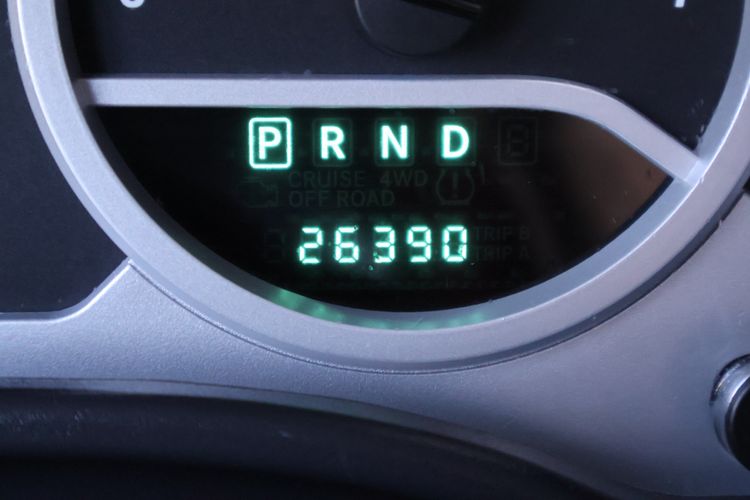 P R N D
CRUISE 4WD
OFF ROAD
26390
TRIP B
TRIP A